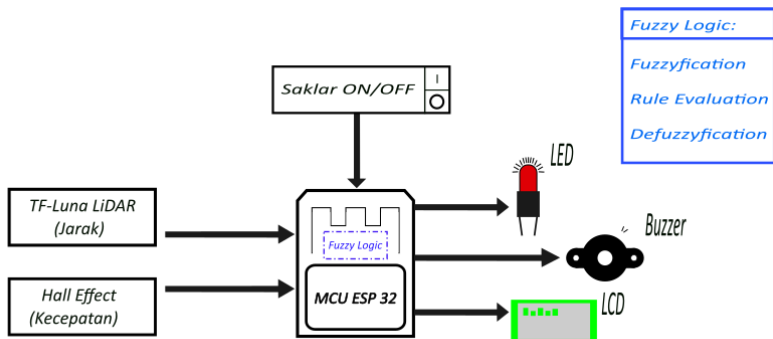 Fuzzy Logic:
Fuzzyfication
Rule Evaluation
Defuzzyfication
Saklar ON/OFF
I
O
TF-Luna LiDAR
(Jarak)
Hall Effect
(Kecepatan)
Fuzzy Logic
MCU ESP 32
LED
Buzzer
LCD